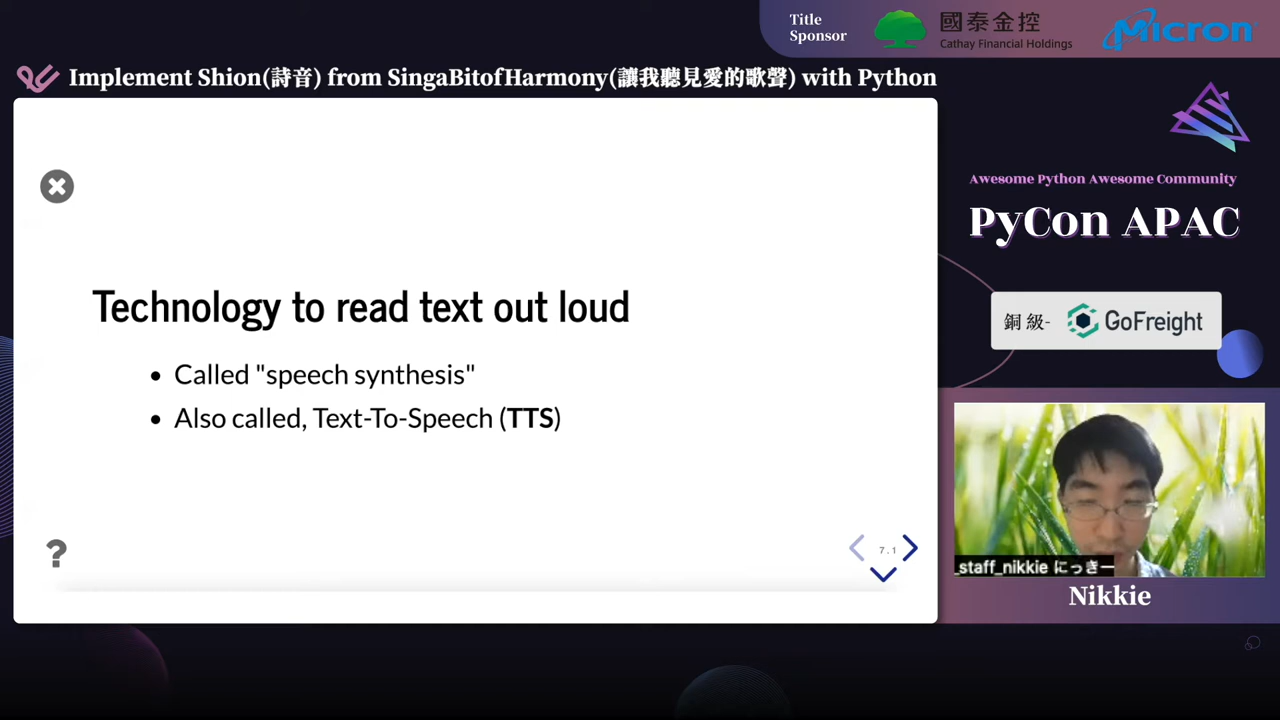 Title
Sponsor
國泰金控
Cathay Financial Holdings
Micron
Implement Shion(詩音) from SingaBitofHarmony(讓我聽見愛的歌聲) with Python
Technology to read text out loud
• Called "speech synthesis"
• Also called, Text-To-Speech (TTS)
?
7.1
Awesome Python Awesome Community
PyCon APAC
銅級-
GoFreight
_staff_nikkie にっきー
Nikkie